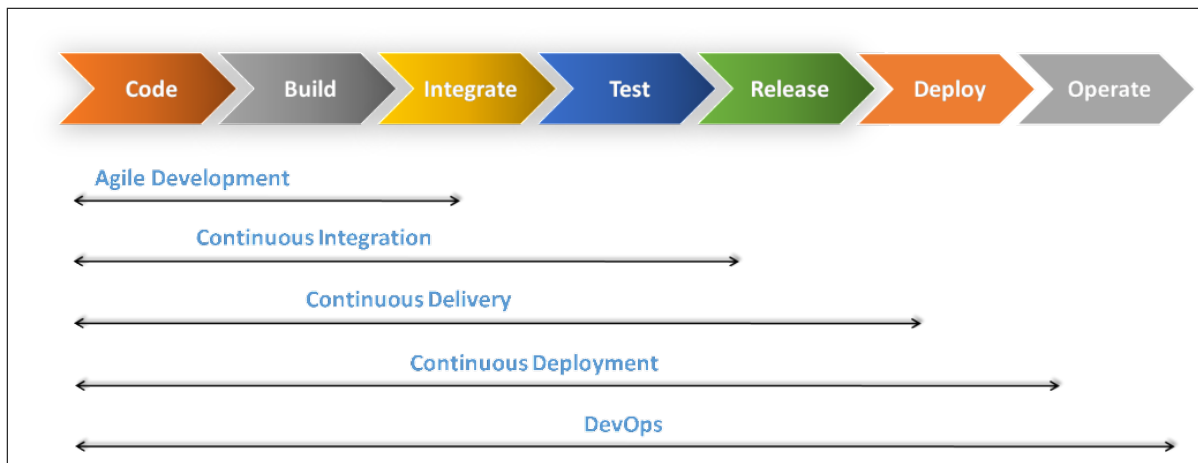 Code
Build
Integrate
Test
Release
Deploy
Operate
Agile Development
Continuous Integration
Continuous Delivery
Continuous Deployment
DevOps